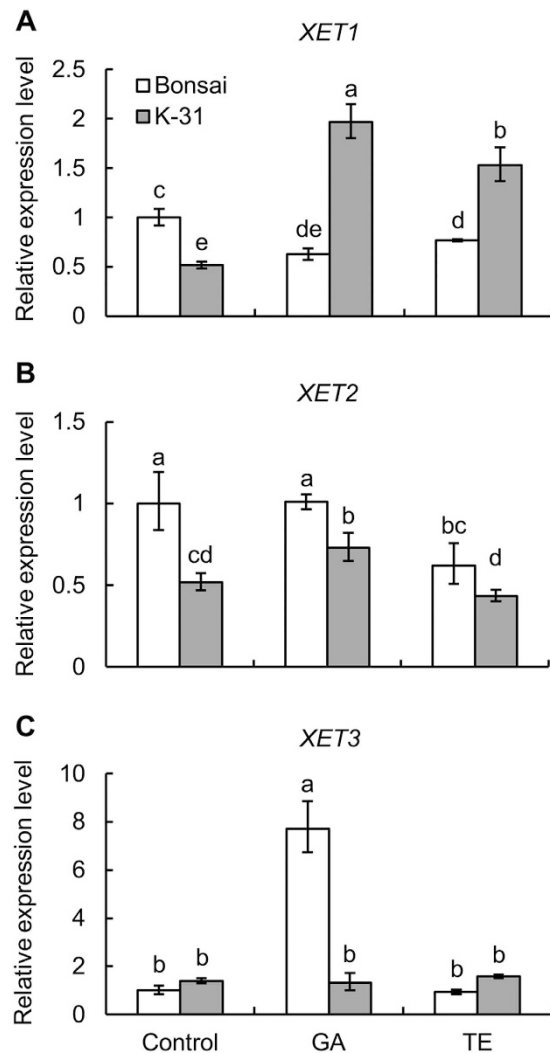 A
XET1
Relative expression level
2.5
2
1.5
1
0.5
0
Bonsai
K-31
c
e
de
a
d
b
B
XET2
Relative expression level
1.5
1
0.5
0
a
cd
a
b
bc
d
C
XET3
Relative expression level
10
8
6
4
2
0
b
b
a
b
b
b
Control
GA
TE